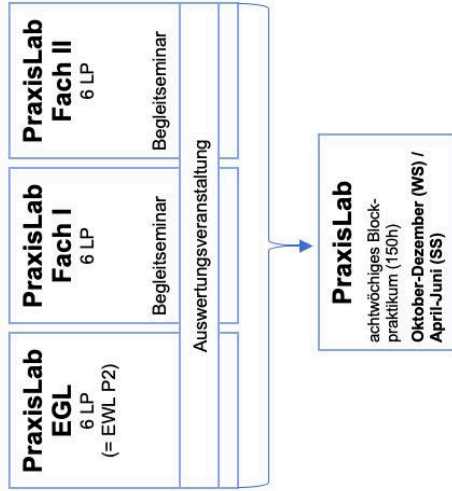 PraxisLab
EGL
6 LP
(= EWL P2)
PraxisLab
Fach I
6 LP
Begleitseminar
PraxisLab
Fach II
6 LP
Begleitseminar
Auswertungsveranstaltung
PraxisLab
achtwöchiges Block-
praktikum (150h)
Oktober-Dezember (WS) /
April-Juni (SS)